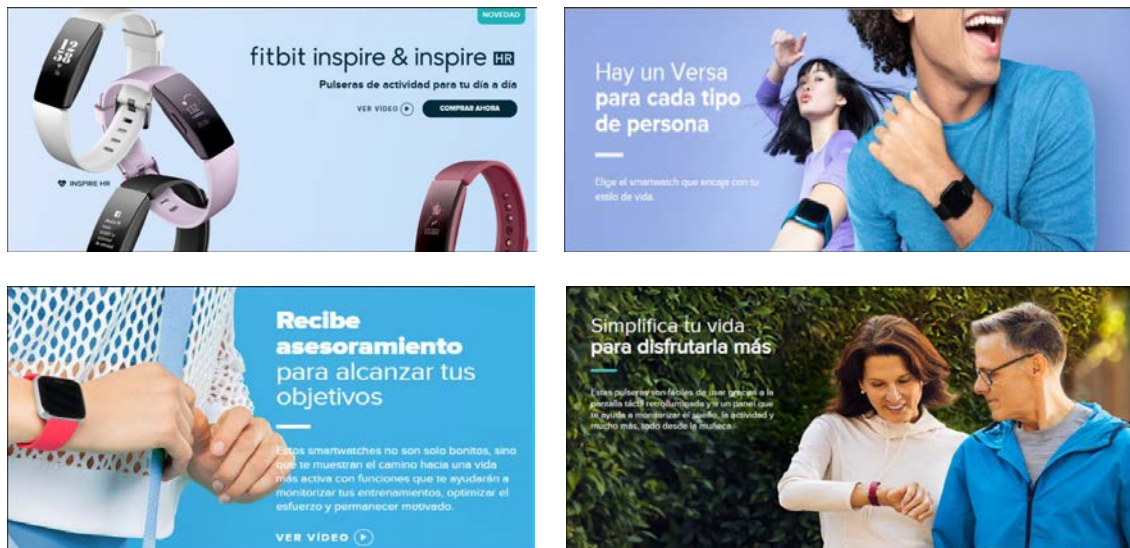 NOVEDAD
fitbit inspire & inspire HR
Pulseras de actividad para tu día a día
VER VÍDEO
COMPRAR AHORA
INSPIRE HR
Hay un Versa
para cada tipo
de persona
Elige el smartwatch que encaja con tu
estilo de vida.
Recibe
asesoramiento
para alcanzar tus
objetivos
Estos smartwatches no son solo bonitos, sino
que te muestran el camino hacia una vida
más activa con funciones que te ayudarán a
monitorizar tus entrenamientos, optimizar el
esfuerzo y permanecer motivado.
VER VÍDEO
Simplifica tu vida
para disfrutarla más
Estas pulseras son fáciles de usar gracias a la
pantalla táctil retroiluminada y a un panel que
te ayuda a monitorizar el sueño, la actividad y
mucho más, todo desde la muñeca.